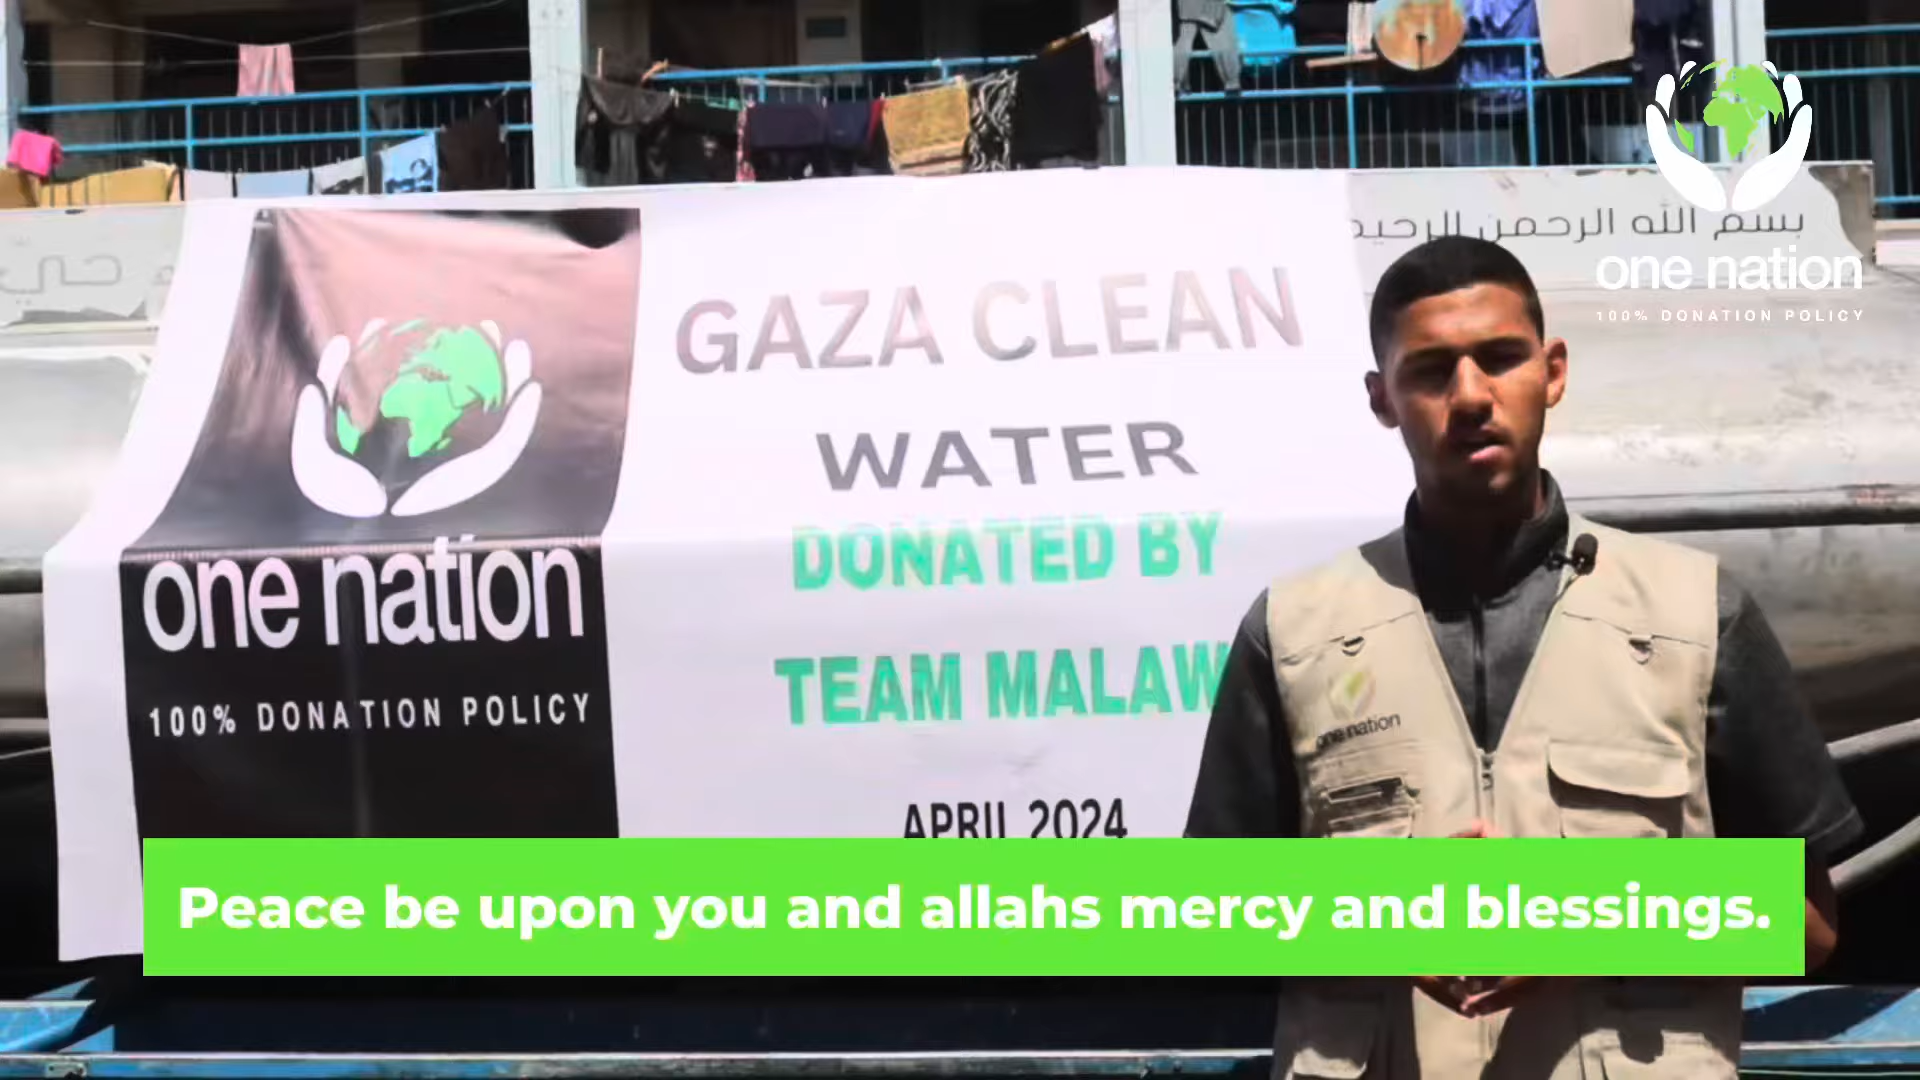 بسم الله الرحمن الرحيم
حي
one nation
100% DONATION POLICY
GAZA CLEAN
WATER
DONATED BY
TEAM MALAW
APRIL 2024
one nation
100% DONATION POLICY
one nation
Peace be upon you and allahs mercy and blessings.